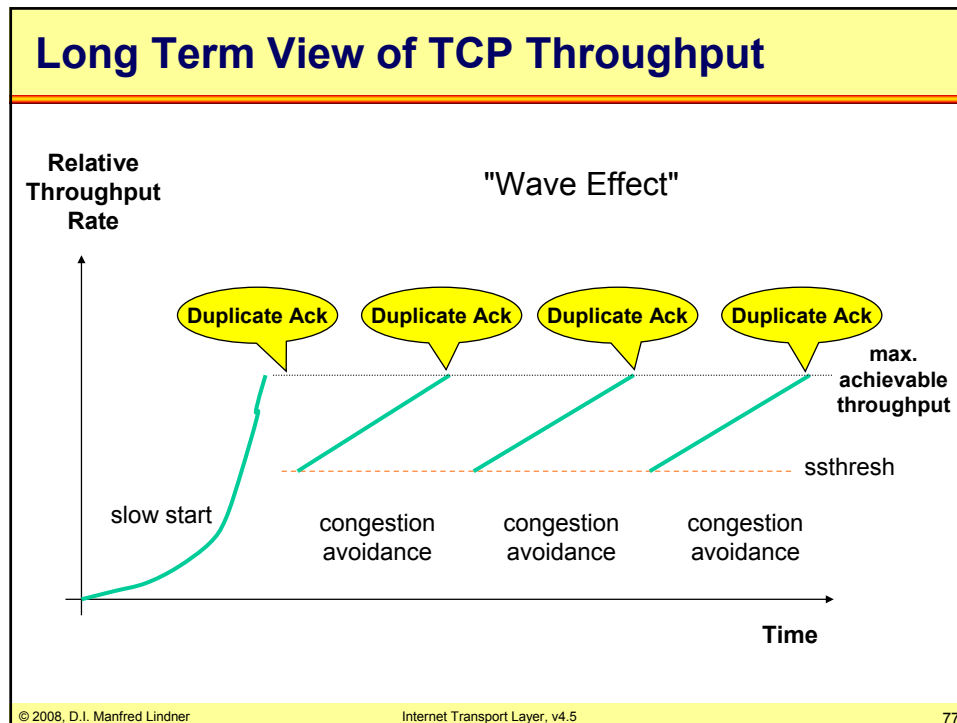 Long Term View of TCP Throughput
Relative
Throughput
Rate
"Wave Effect"
Duplicate Ack
Duplicate Ack
Duplicate Ack
Duplicate Ack
max.
achievable
throughput
ssthresh
slow start
congestion
avoidance
congestion
avoidance
congestion
avoidance
Time
© 2008, D.I. Manfred Lindner
Internet Transport Layer, v4.5
77